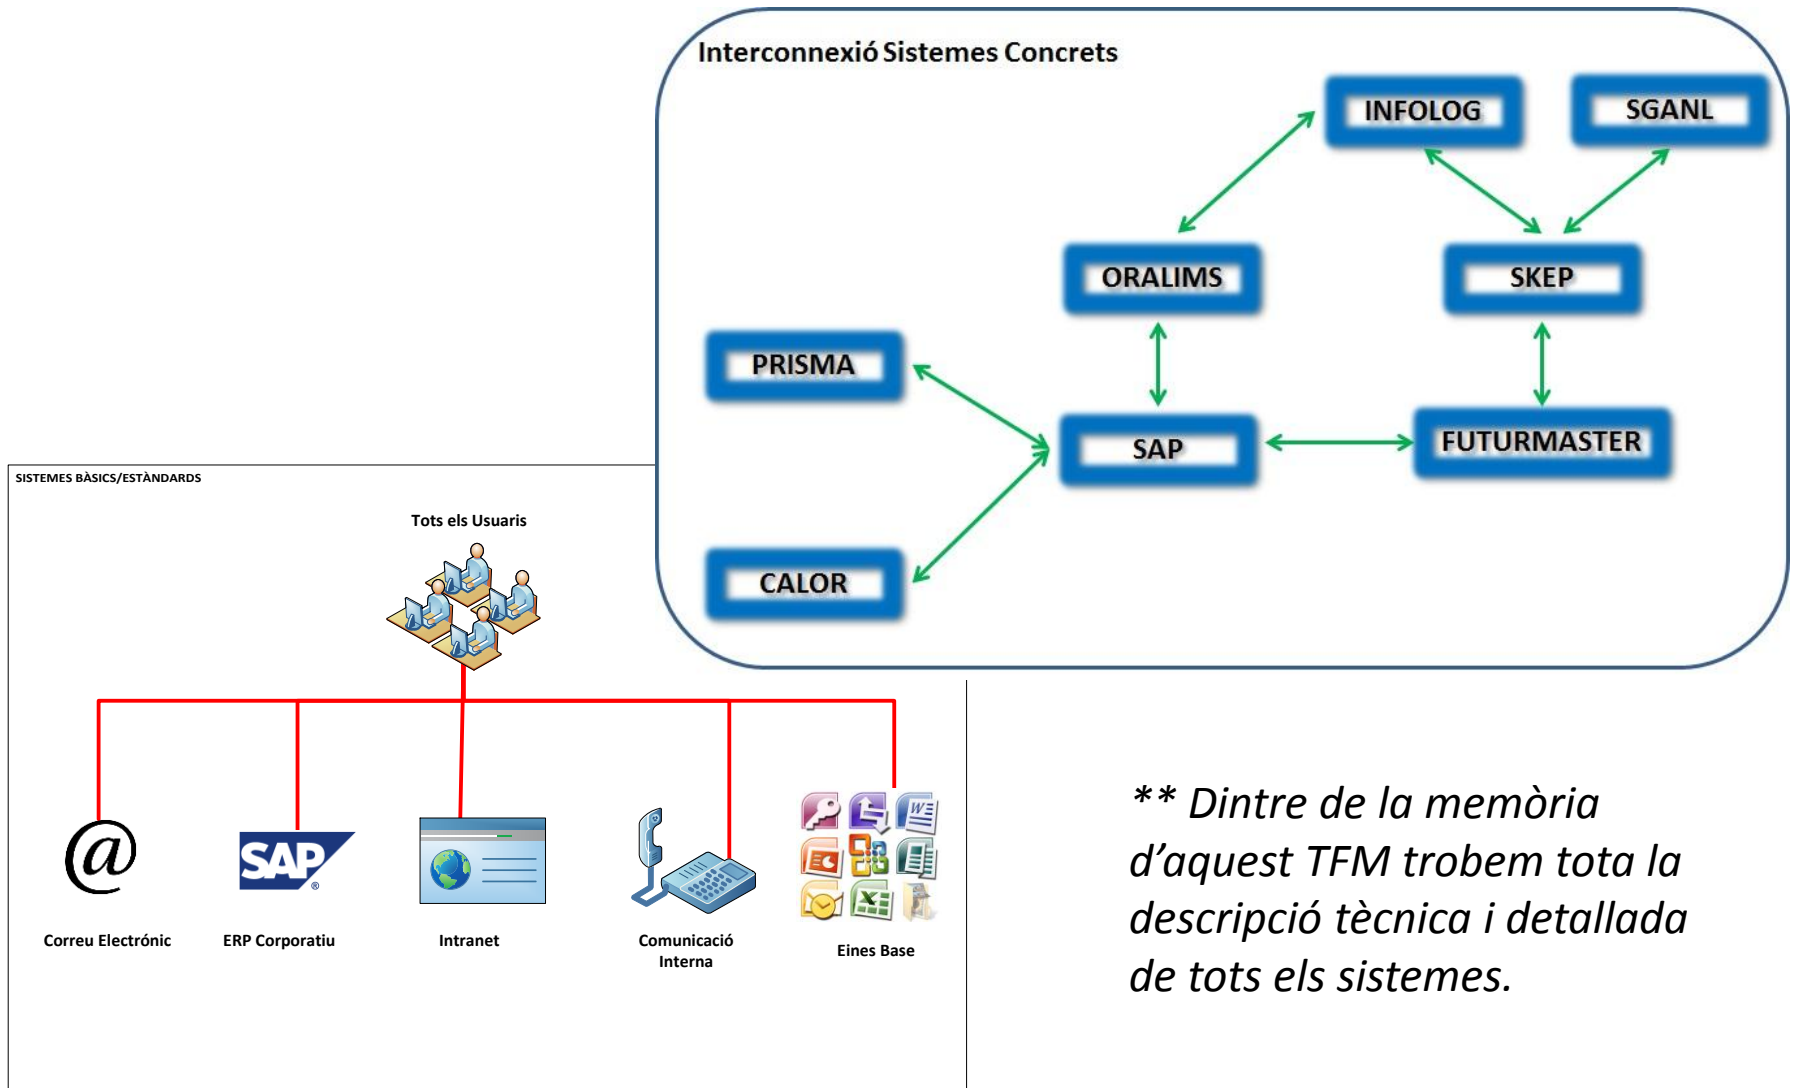 Interconnexió Sistemes Concrets
INFOLOG
SGANL
ORALIMS
SKEP
PRISMA
SAP
FUTURMASTER
CALOR
SISTEMES BÀSICS/ESTÀNDARDS
Tots els Usuaris
@
SAP
®
Correu Electrónic
ERP Corporatiu
Intranet
Comunicació
Interna
Eines Base
** Dintre de la memòria
d’aquest TFM trobem tota la
descripció tècnica i detallada
de tots els sistemes.